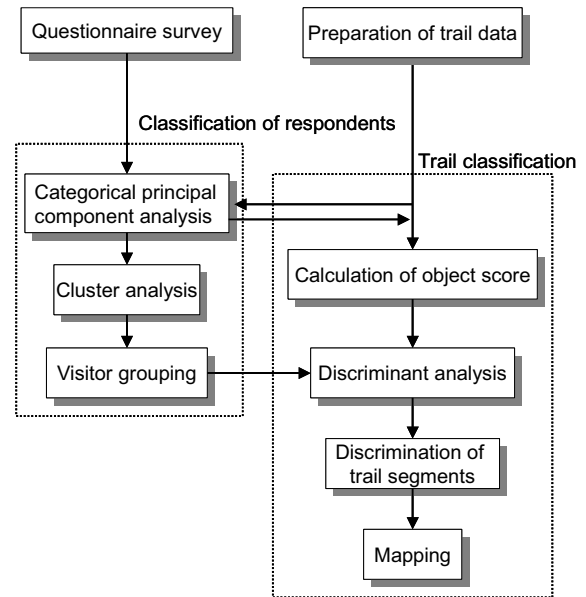 Questionnaire survey
Preparation of trail data
Classification of respondents
Trail classification
Categorical principal
component analysis
Cluster analysis
Calculation of object score
Visitor grouping
Discriminant analysis
Discrimination of
trail segments
Mapping